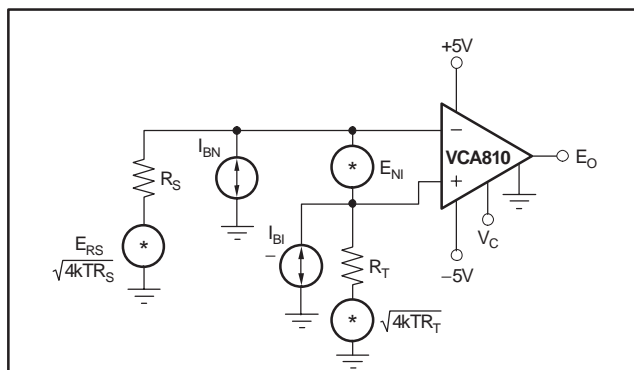 +5V
I_BN
R_S
−
VCA810
E_O
*
E_NI
+
E_RS
*
√4kTR_S
I_BI
−
R_T
V_C
−5V
*
√4kTR_T